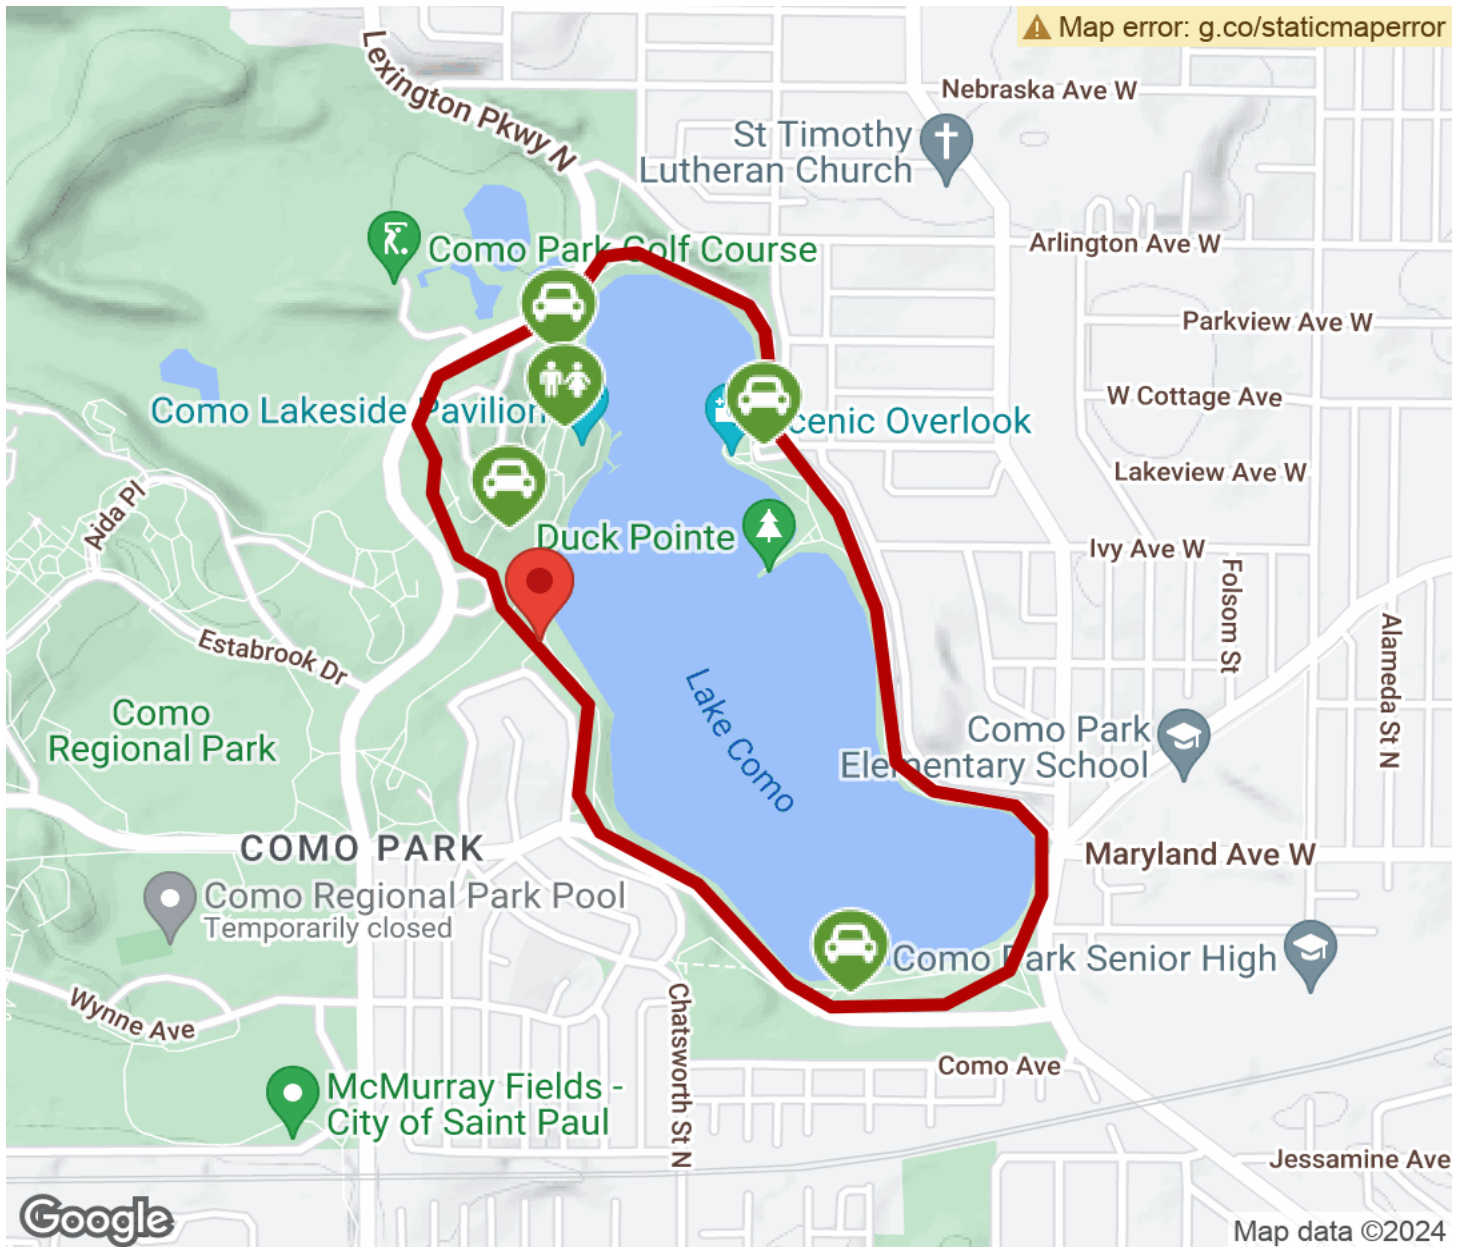 Map error: g.co/staticmaperror
Lexington Pkwy N
Nebraska Ave W
St Timothy
Lutheran Church
Como Park Golf Course
Arlington Ave W
Parkview Ave W
W Cottage Ave
Como Lakeside Pavilion
cenic Overlook
Lakeview Ave W
Aida Pl
Duck Pointe
Ivy Ave W
Folsom St
Estabrook Dr
Alameda St N
Lake Como
Como
Regional Park
Como Park
Elementary School
COMO PARK
Maryland Ave W
Como Regional Park Pool
Temporarily closed
Como Park Senior High
Wynne Ave
Chatsworth St N
Como Ave
McMurray Fields -
City of Saint Paul
Jessamine Ave
Google
Map data ©2024